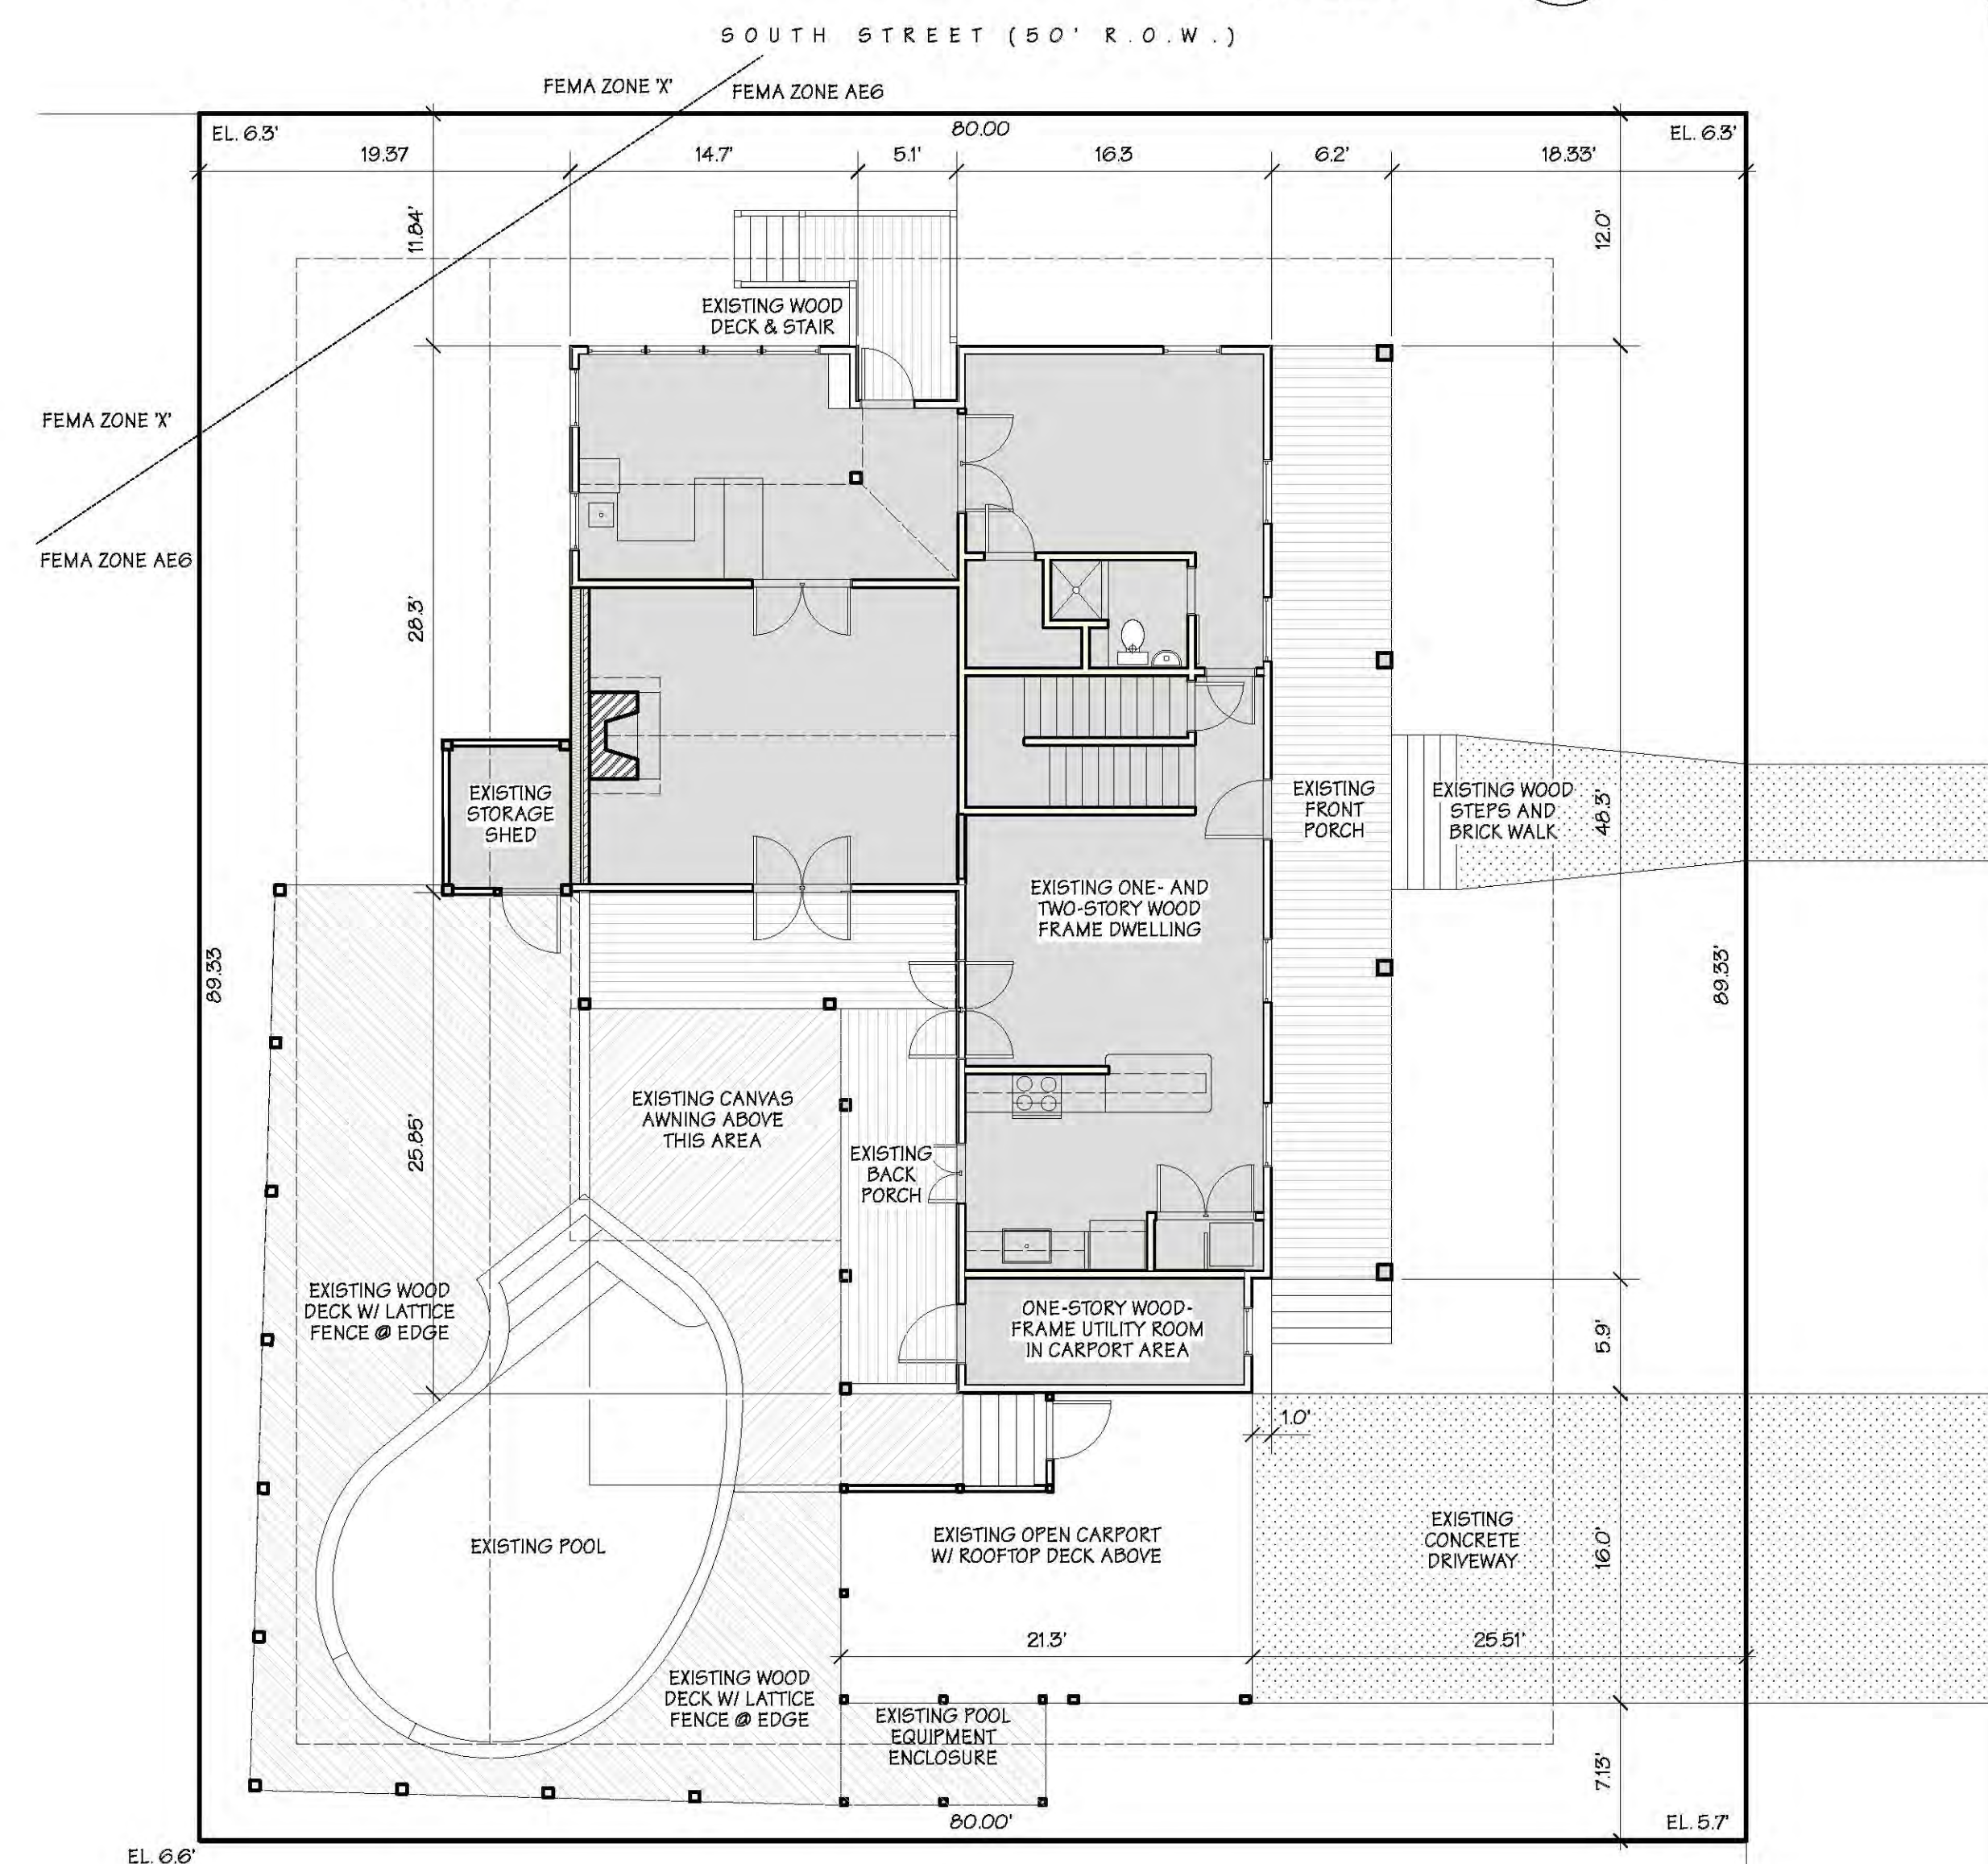 SOUTH STREET (50' R.O.W.)
FEMA ZONE 'X'
FEMA ZONE AE6
EL. 6.3'
80.00
EL. 6.3'
19.37
14.7'
5.1'
16.3
6.2'
18.33'
11.84'
12.0'
EXISTING WOOD
DECK & STAIR
FEMA ZONE 'X'
FEMA ZONE AE6
28.3'
EXISTING
STORAGE
SHED
EXISTING
FRONT
PORCH
EXISTING WOOD
STEPS AND
BRICK WALK
48.3'
EXISTING ONE- AND
TWO-STORY WOOD
FRAME DWELLING
89.33
89.33'
EXISTING CANVAS
AWNING ABOVE
THIS AREA
25.85'
EXISTING
BACK
PORCH
EXISTING WOOD
DECK W/ LATTICE
FENCE @ EDGE
ONE-STORY WOOD-
FRAME UTILITY ROOM
IN CARPORT AREA
5.9'
1.0'
EXISTING POOL
EXISTING OPEN CARPORT
W/ ROOFTOP DECK ABOVE
EXISTING
CONCRETE
DRIVEWAY
16.0'
21.3'
25.51'
EXISTING WOOD
DECK W/ LATTICE
FENCE @ EDGE
EXISTING POOL
EQUIPMENT
ENCLOSURE
7.13'
80.00'
EL. 5.7'
EL. 6.6'